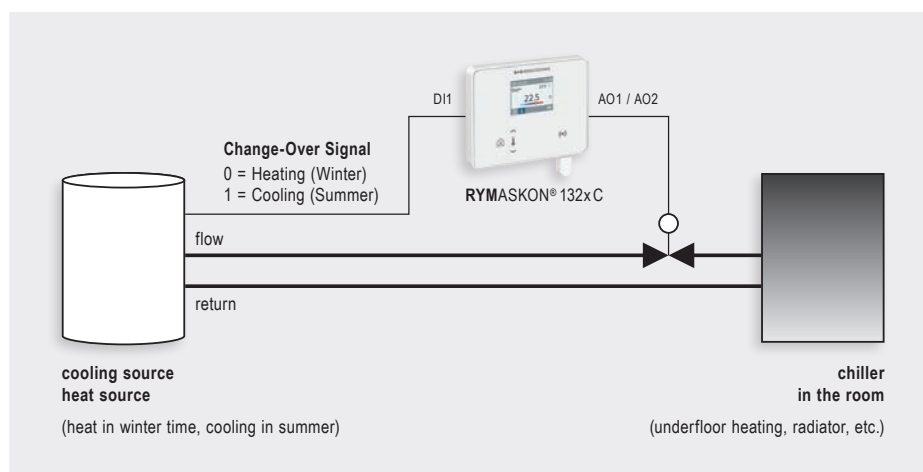 22.5
DI1
AO1 / AO2
Change-Over Signal
0 = Heating (Winter)
1 = Cooling (Summer)
RYMASKON® 132x C
flow
return
cooling source
heat source
(heat in winter time, cooling in summer)
chiller
in the room
(underfloor heating, radiator, etc.)